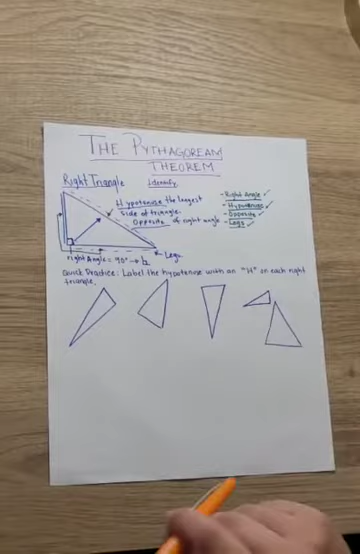 THE PYTHAGOREAM
THEOREM
Right Triangle
Identify
Hypotenuse the longest
side of triangle.
Opposite of right angle
- Right Angle ✓
- Hypotenuse ✓
- Opposite ✓
- Legs ✓
Legs
right Angle = 90° →
Quick Practice: Label the hypotenuse with an "H" on each right
triangle.